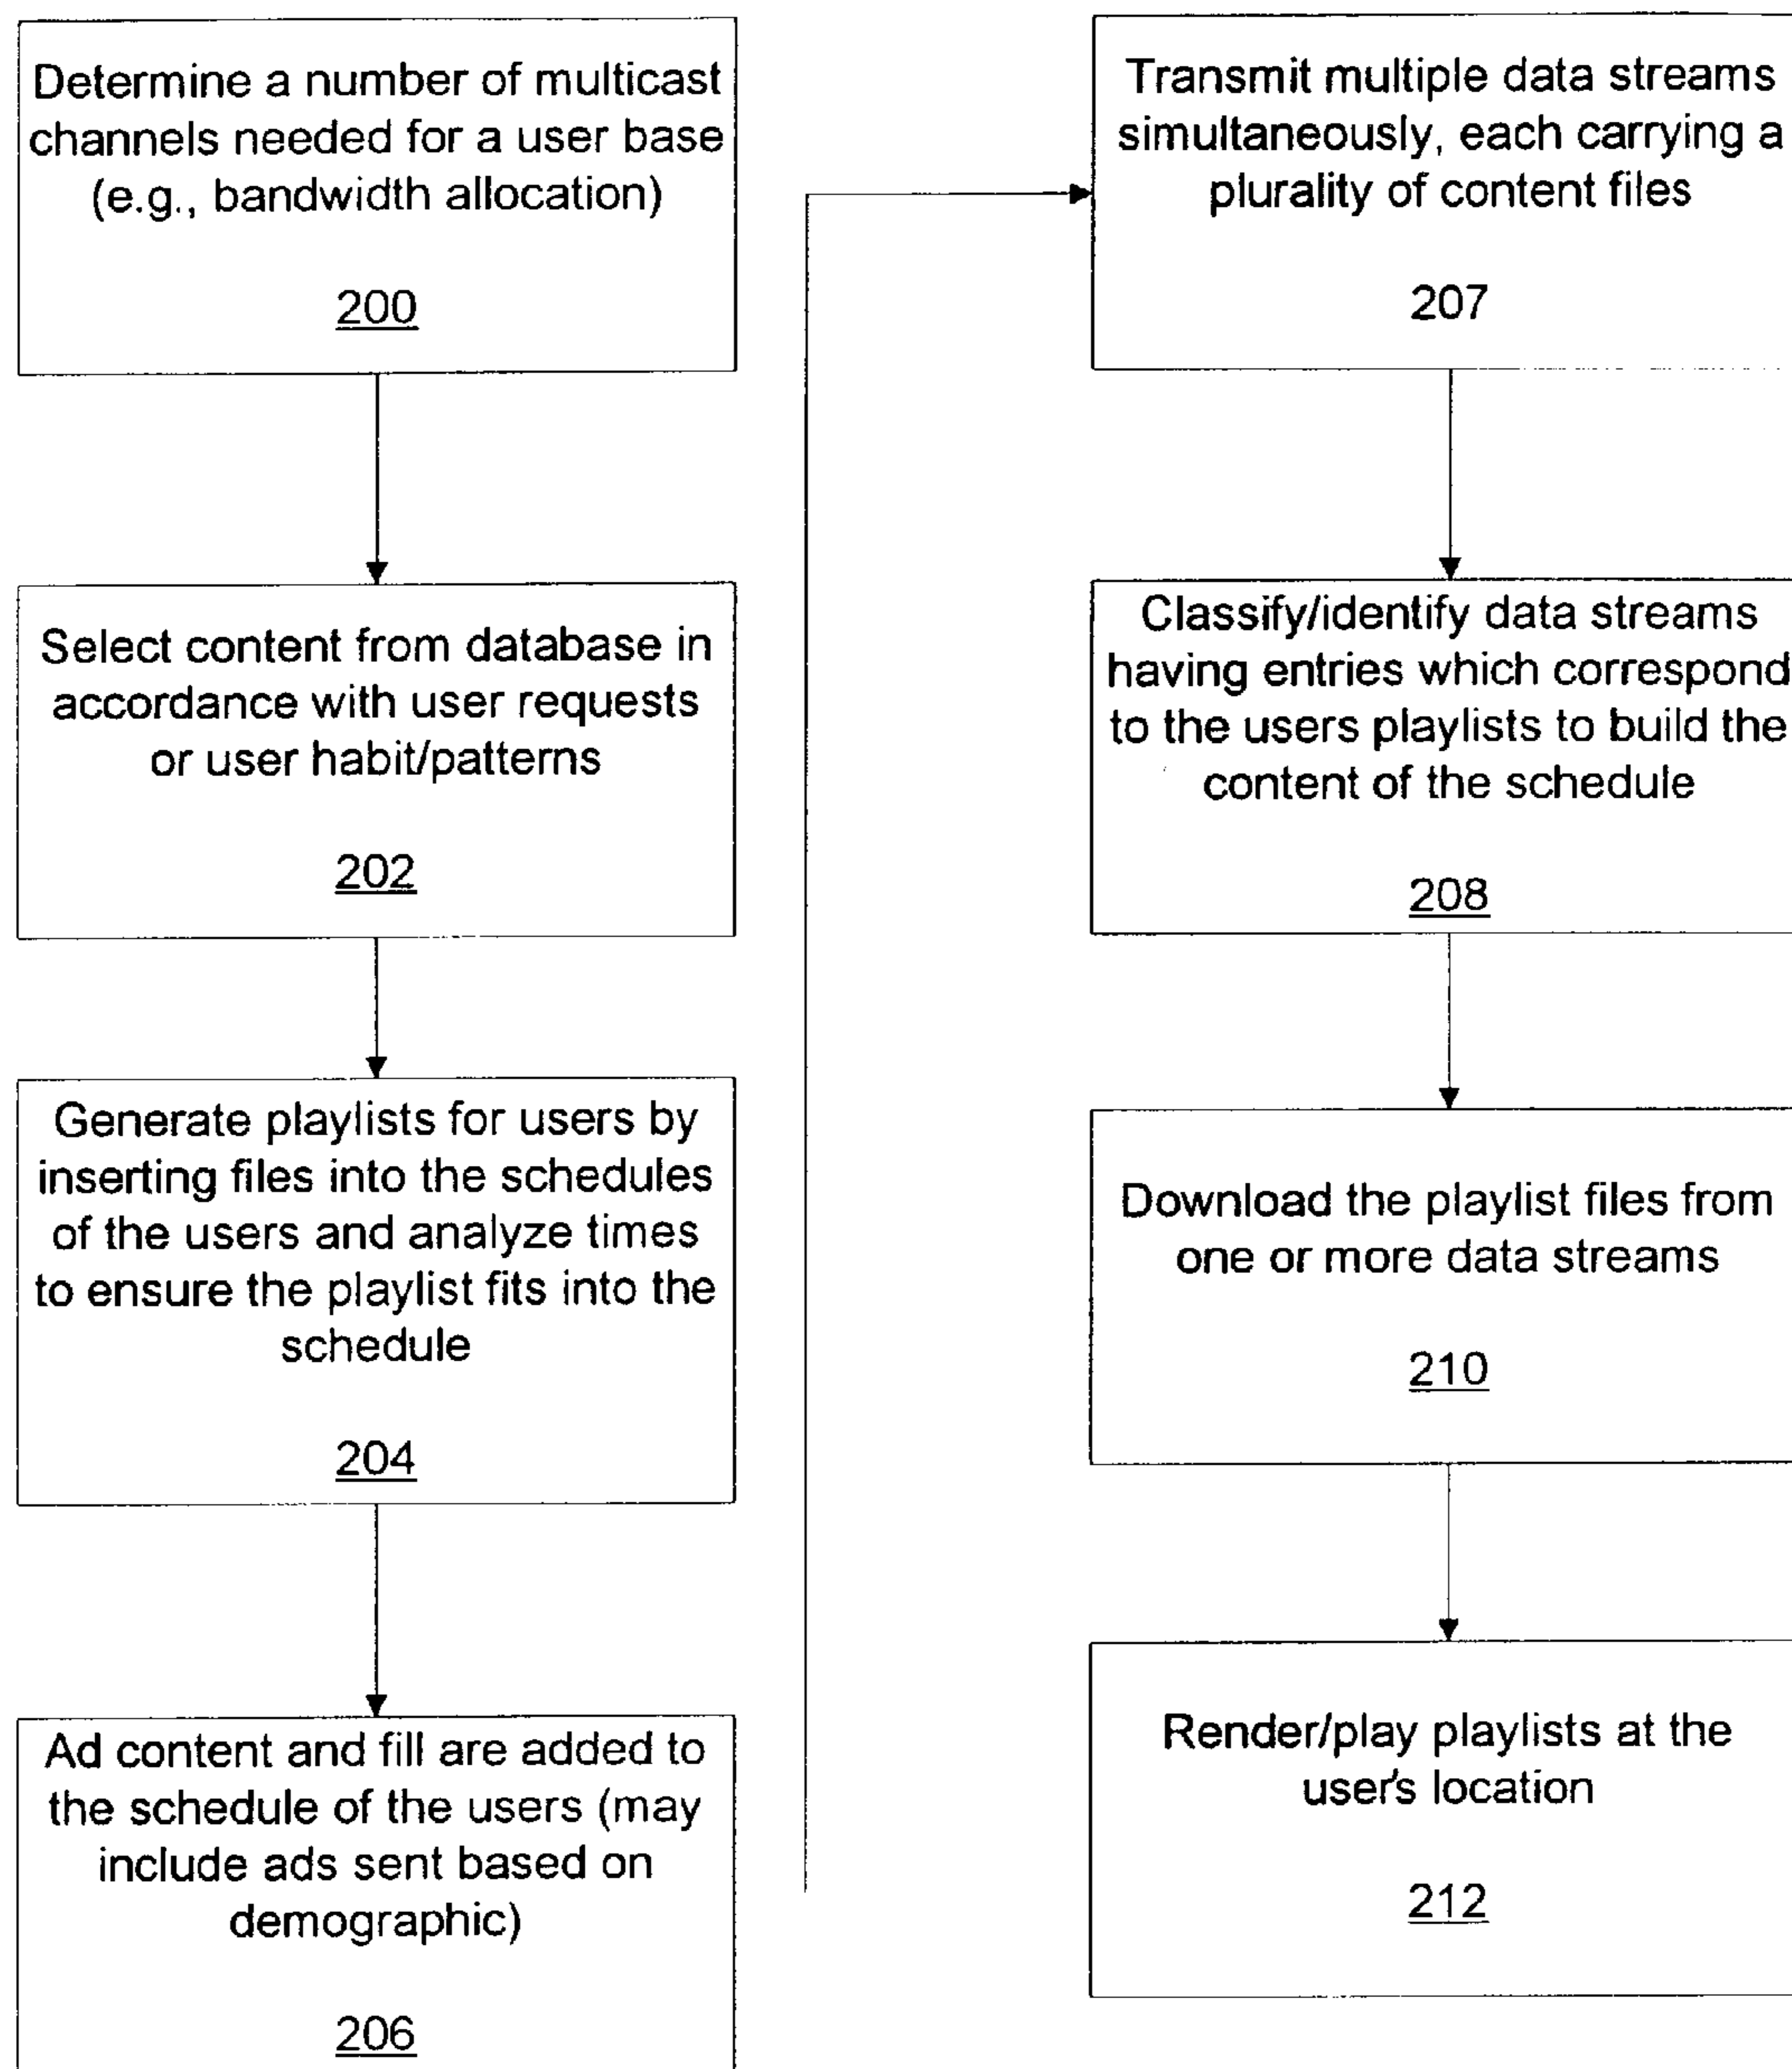 Determine a number of multicast
channels needed for a user base
(e.g., bandwidth allocation)
200
Select content from database in
accordance with user requests
or user habit/patterns
202
Generate playlists for users by
inserting files into the schedules
of the users and analyze times
to ensure the playlist fits into the
schedule
204
Ad content and fill are added to
the schedule of the users (may
include ads sent based on
demographic)
206
Transmit multiple data streams
simultaneously, each carrying a
plurality of content files
207
Classify/identify data streams
having entries which correspond
to the users playlists to build the
content of the schedule
208
Download the playlist files from
one or more data streams
210
Render/play playlists at the
user's location
212